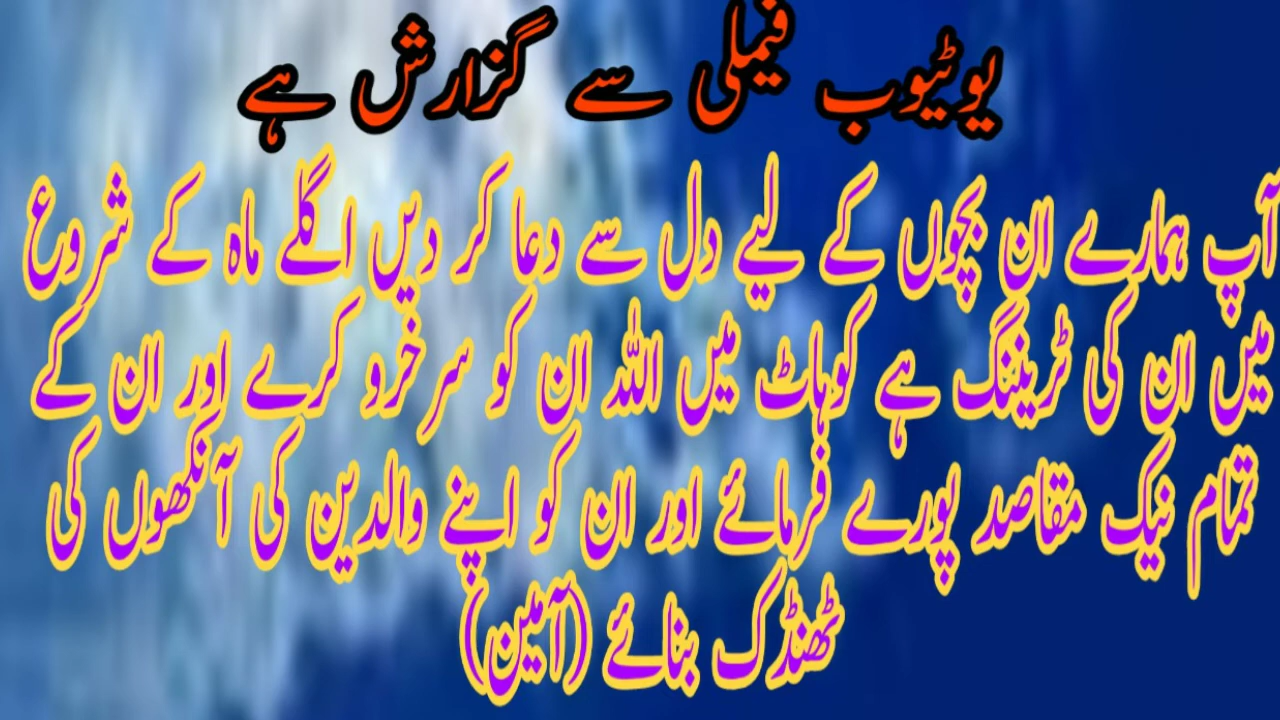 یوٹیوب فیملی سے گزارش ہے
آپ ہمارے ان بچوں کے لیے دل سے دعا کر دیں اگلے ماہ کے شروع
میں ان کی ٹریننگ ہے کوہاٹ میں اللہ ان کو سر خرو کرے اور ان کے
تمام نیک مقاصد پورے فرمائے اور ان کو اپنے والدین کی آنکھوں کی
ٹھنڈک بنائے (آمین)